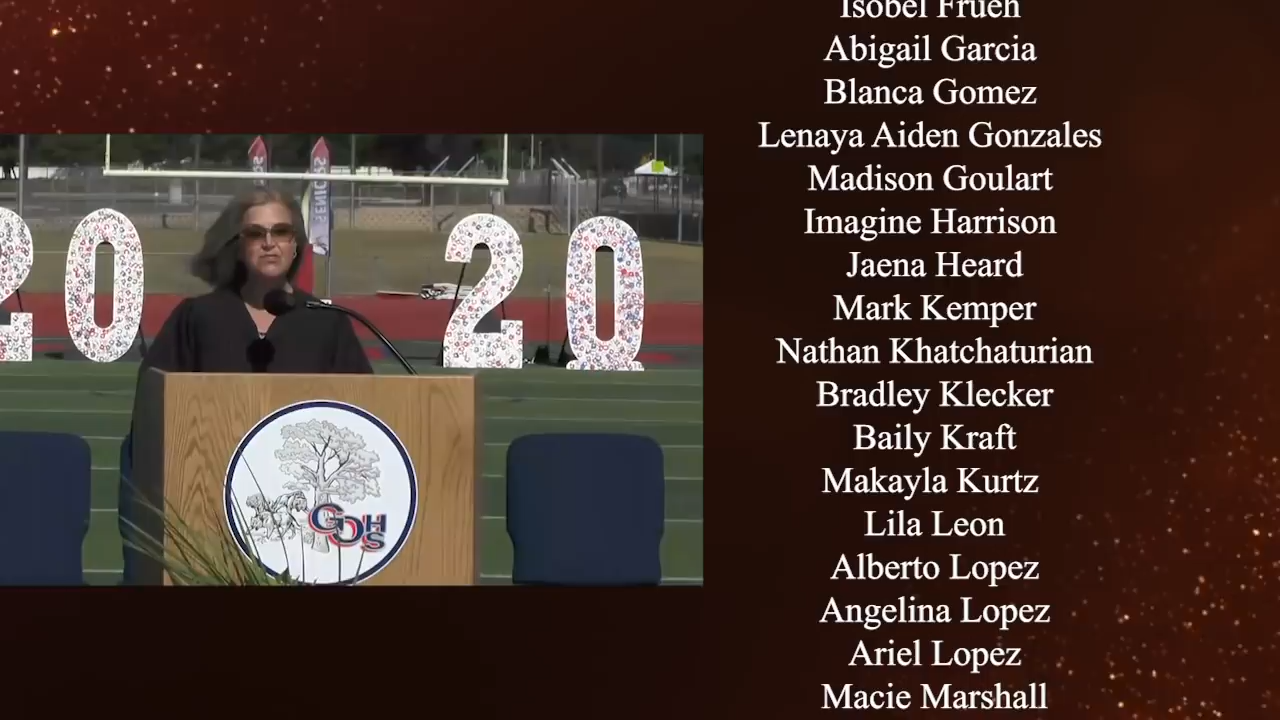 SENIORS
20
20
GOHS
Isobel Frueh
Abigail Garcia
Blanca Gomez
Lenaya Aiden Gonzales
Madison Goulart
Imagine Harrison
Jaena Heard
Mark Kemper
Nathan Khatchaturian
Bradley Klecker
Baily Kraft
Makayla Kurtz
Lila Leon
Alberto Lopez
Angelina Lopez
Ariel Lopez
Macie Marshall